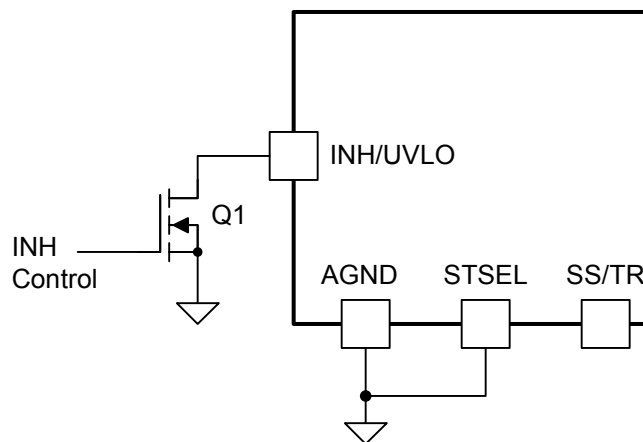 INH/UVLO
Q1
INH
Control
AGND STSEL SS/TR